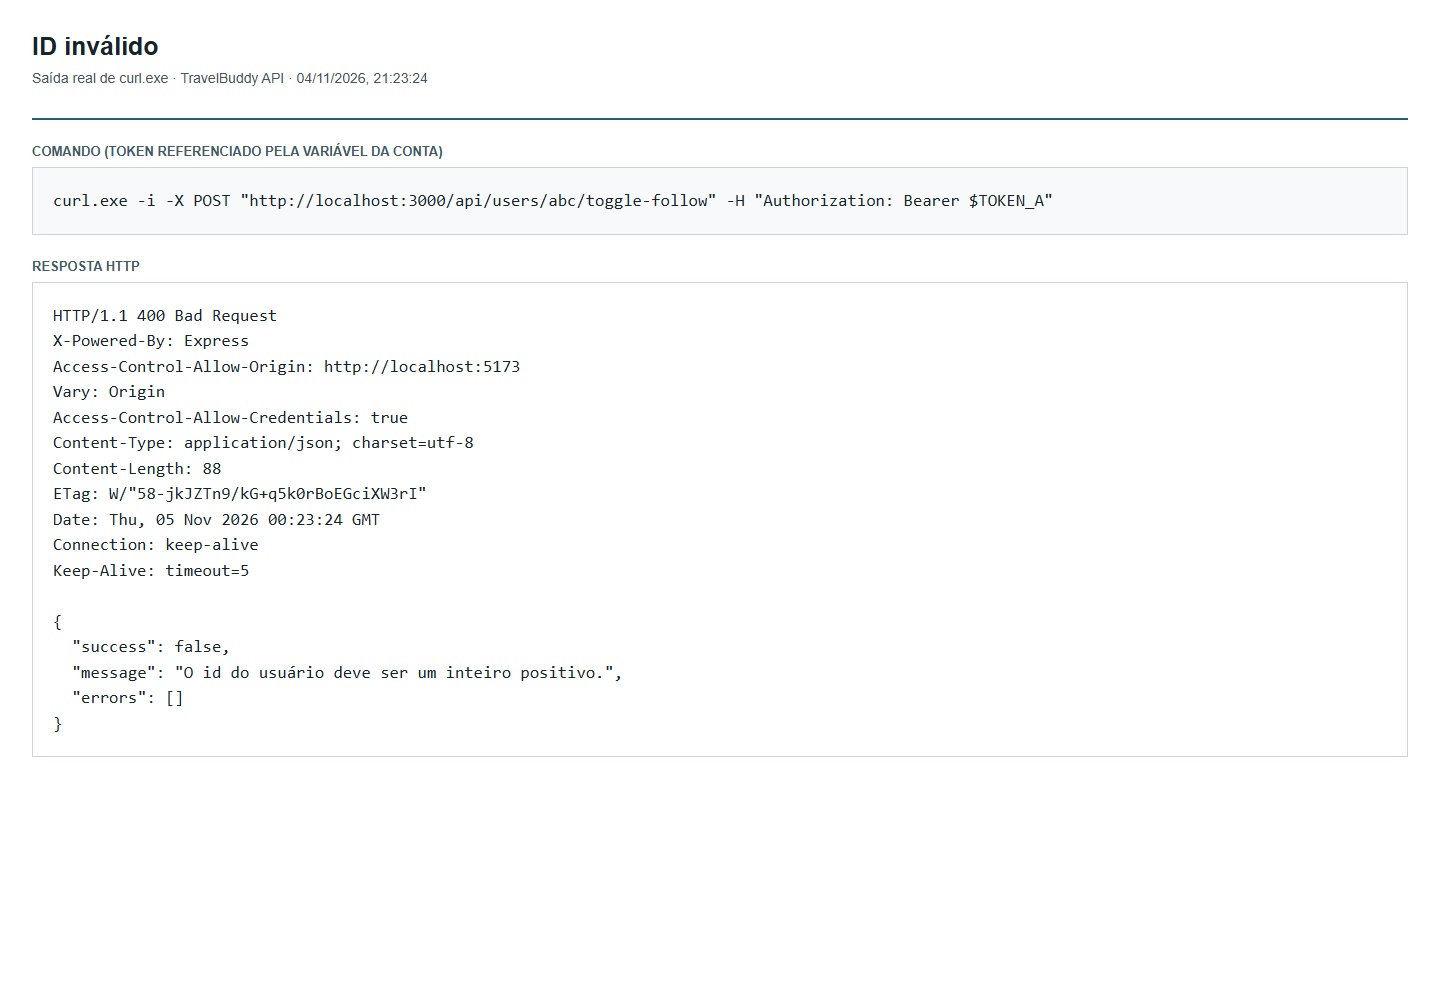 ID inválido
Saída real de curl.exe · TravelBuddy API · 04/11/2026, 21:23:24
COMANDO (TOKEN REFERENCIADO PELA VARIÁVEL DA CONTA)
curl.exe -i -X POST "http://localhost:3000/api/users/abc/toggle-follow" -H "Authorization: Bearer $TOKEN_A"
RESPOSTA HTTP
HTTP/1.1 400 Bad Request
X-Powered-By: Express
Access-Control-Allow-Origin: http://localhost:5173
Vary: Origin
Access-Control-Allow-Credentials: true
Content-Type: application/json; charset=utf-8
Content-Length: 88
ETag: W/"58-jkJZTn9/kG+q5k0rBoEGciXW3rI"
Date: Thu, 05 Nov 2026 00:23:24 GMT
Connection: keep-alive
Keep-Alive: timeout=5
{
  "success": false,
  "message": "O id do usuário deve ser um inteiro positivo.",
  "errors": []
}